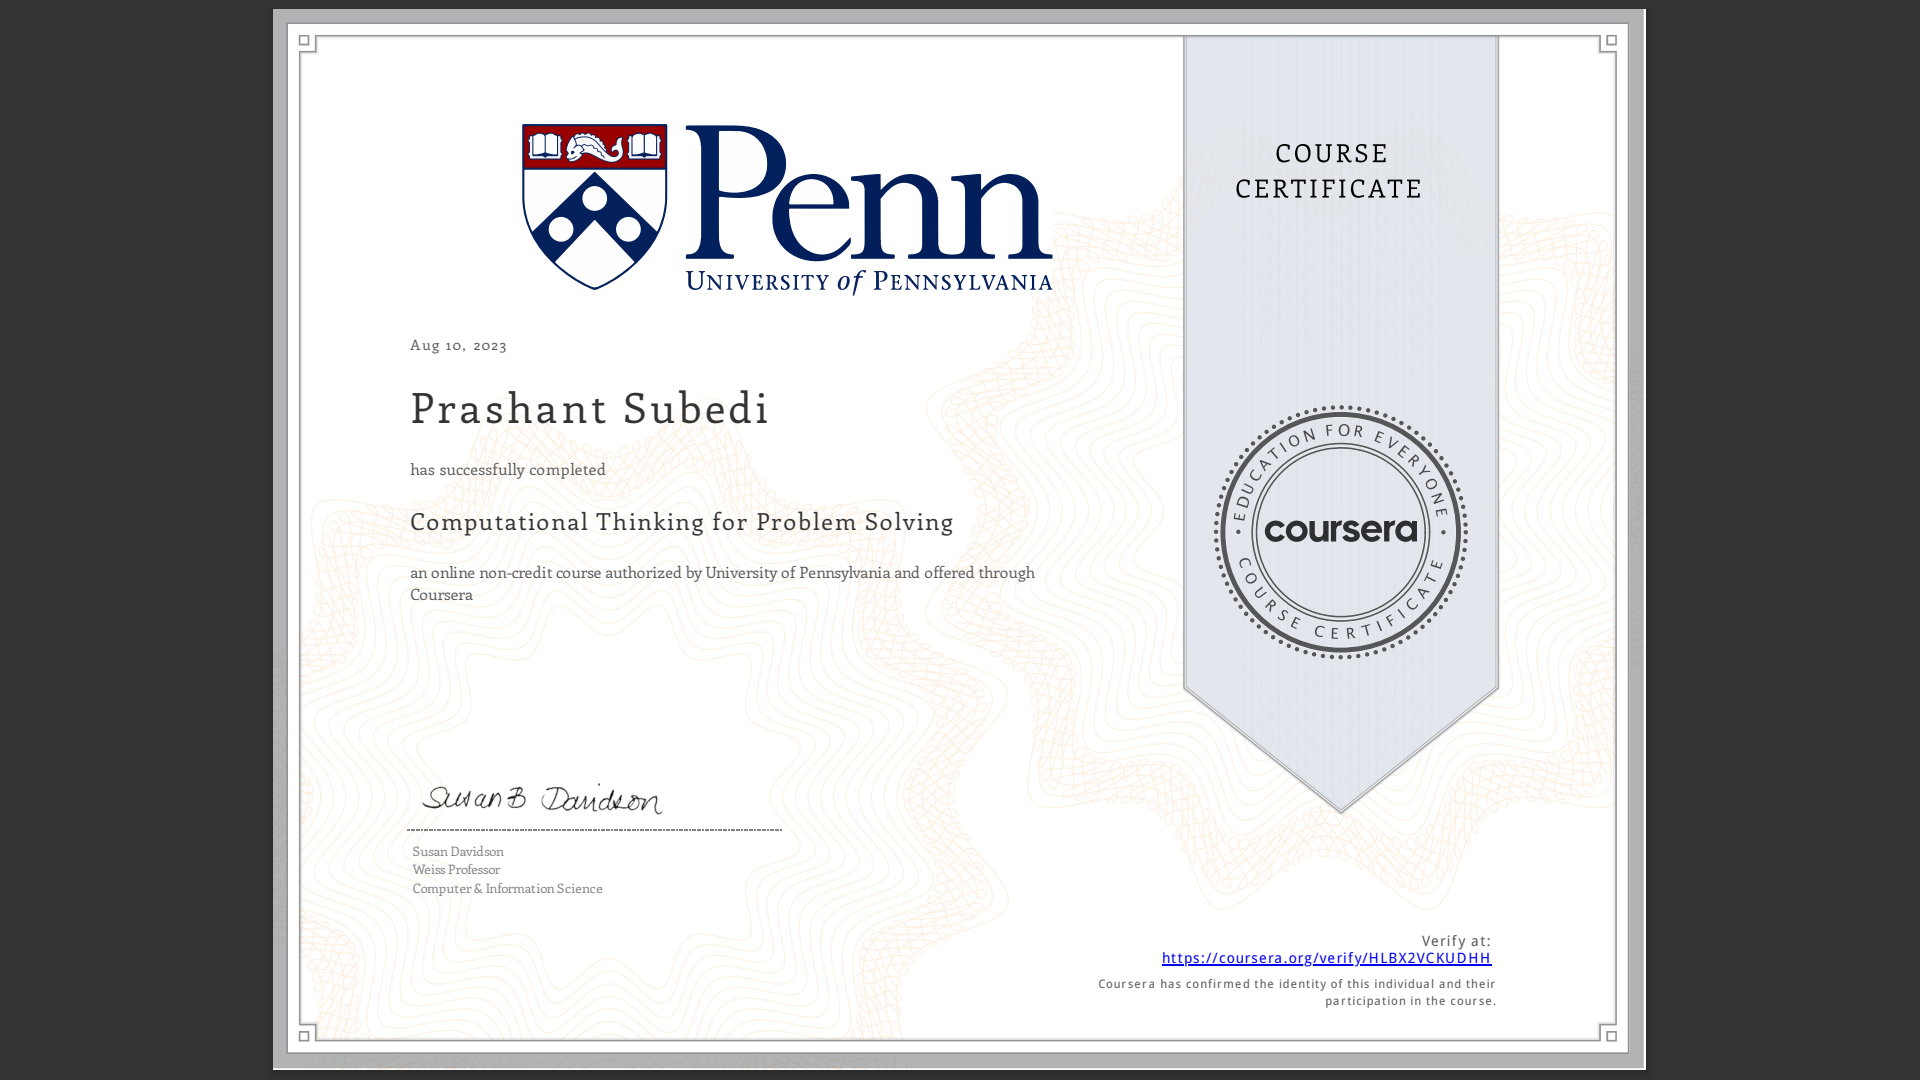 Penn
UNIVERSITY of PENNSYLVANIA
COURSE
CERTIFICATE
Aug 10, 2023
Prashant Subedi
has successfully completed
Computational Thinking for Problem Solving
an online non-credit course authorized by University of Pennsylvania and offered through
Coursera
EDUCATION FOR EVERYONE
coursera
COURSE CERTIFICATE
Susan B Davidson
Susan Davidson
Weiss Professor
Computer & Information Science
Verify at:
https://coursera.org/verify/HLBX2VCKUDHH
Coursera has confirmed the identity of this individual and their
participation in the course.